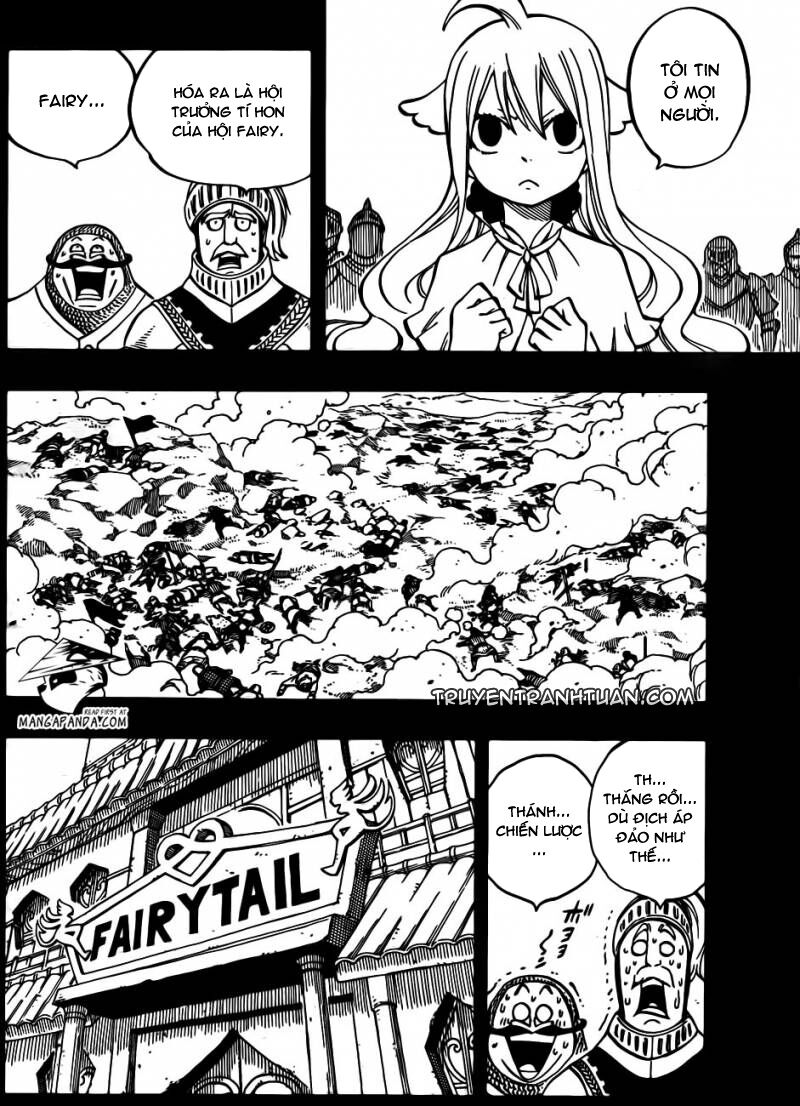 TÔI TIN
Ở MỌI
NGƯỜI.
HÓA RA LÀ HỘI
TRƯỞNG TÍ HON
CỦA HỘI FAIRY.
FAIRY...
TRUYENTRANHTUAN.COM
READ FIRST AT
MANGAPANDA.COM
TH...
THẮNG RỒI...
DÙ ĐỊCH ÁP
ĐẢO NHƯ
THẾ...
THÁNH...
CHIẾN LƯỢC
...
FAIRYTAIL